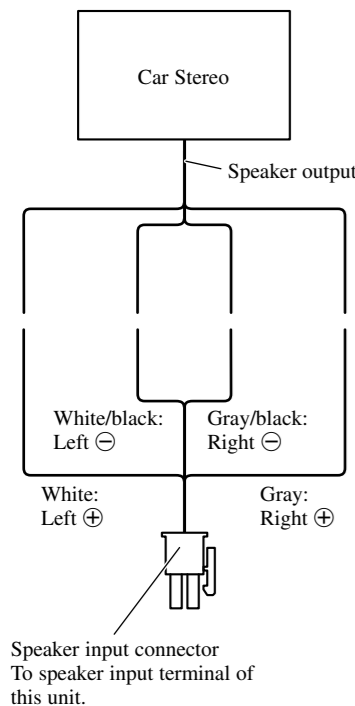 Car Stereo
Speaker output
White/black:
Left ⊖
Gray/black:
Right ⊖
White:
Left ⊕
Gray:
Right ⊕
Speaker input connector
To speaker input terminal of
this unit.